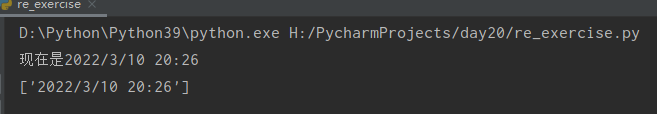 re_exercise
D:\Python\Python39\python.exe H:/PycharmProjects/day20/re_exercise.py
现在是2022/3/10 20:26
['2022/3/10 20:26']